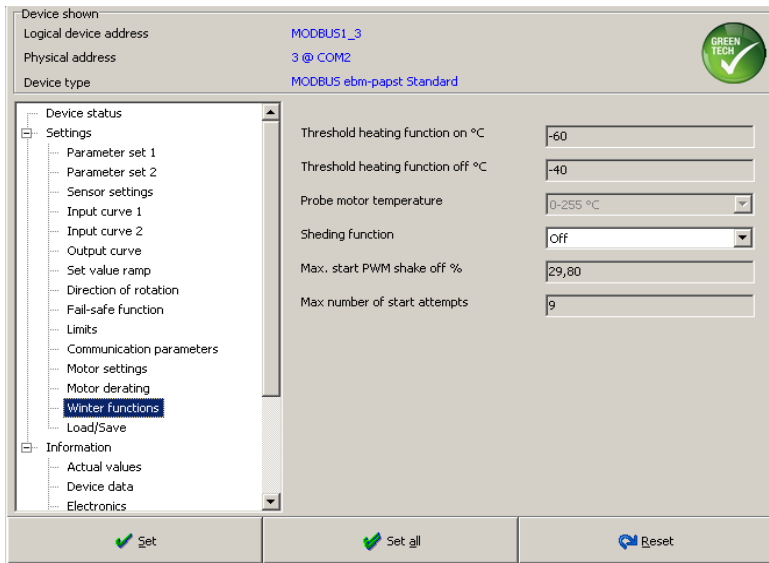 Device shown
Logical device address MODBUS1_3
Physical address 3 @ COM2
Device type MODBUS ebm-papst Standard
GREEN
TECH
Device status
Settings
Parameter set 1
Parameter set 2
Sensor settings
Input curve 1
Input curve 2
Output curve
Set value ramp
Direction of rotation
Fail-safe function
Limits
Communication parameters
Motor settings
Motor derating
Winter functions
Load/Save
Information
Actual values
Device data
Electronics
Threshold heating function on °C -60
Threshold heating function off °C -40
Probe motor temperature 0-255 °C
Sheding function Off
Max. start PWM shake off % 29,80
Max number of start attempts 9
Set
Set all
Reset